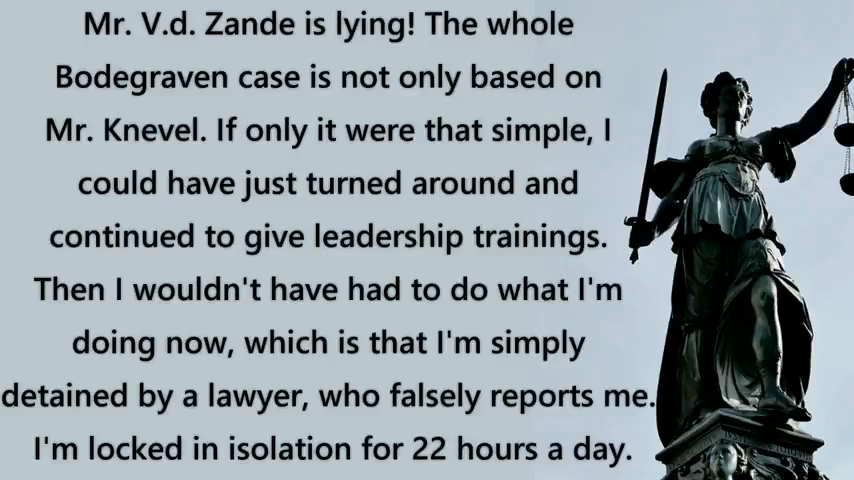 Mr. V.d. Zande is lying! The whole
Bodegraven case is not only based on
Mr. Knevel. If only it were that simple, I
could have just turned around and
continued to give leadership trainings.
Then I wouldn't have had to do what I'm
doing now, which is that I'm simply
detained by a lawyer, who falsely reports me.
I'm locked in isolation for 22 hours a day.